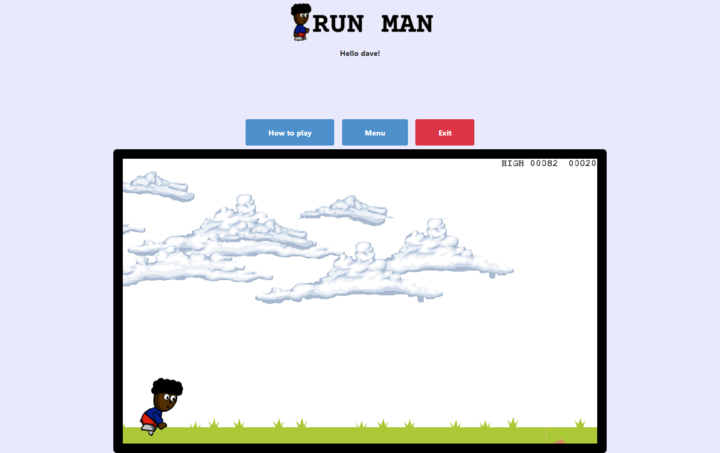 RUN MAN
Hello dave!
How to play
Menu
Exit
HIGH 00082 00020